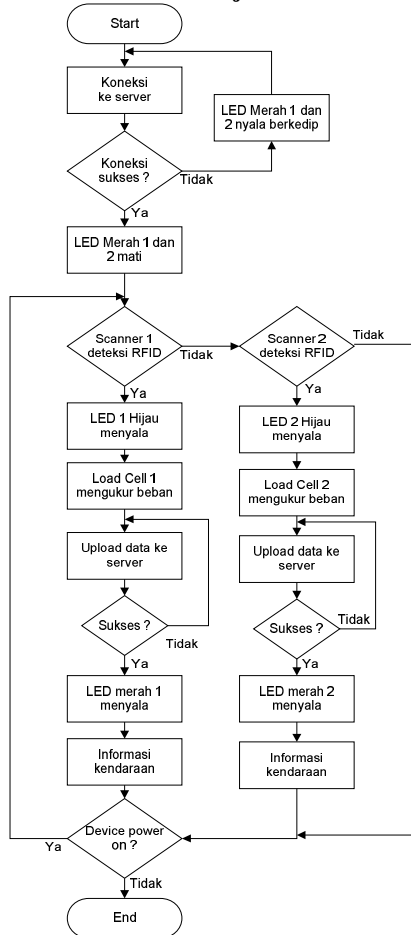 Start
Koneksi
ke server
LED Merah 1 dan
2 nyala berkedip
Koneksi
sukses ?
Tidak
Ya
LED Merah 1 dan
2 mati
Scanner 1
deteksi RFID
Tidak
Ya
Scanner 2
deteksi RFID
Tidak
Ya
LED 1 Hijau
menyala
Load Cell 1
mengukur beban
Upload data ke
server
Sukses ?
Tidak
Ya
LED merah 1
menyala
Informasi
kendaraan
LED 2 Hijau
menyala
Load Cell 2
mengukur beban
Upload data ke
server
Sukses ?
Tidak
Ya
LED merah 2
menyala
Informasi
kendaraan
Device power
on ?
Ya
Tidak
End